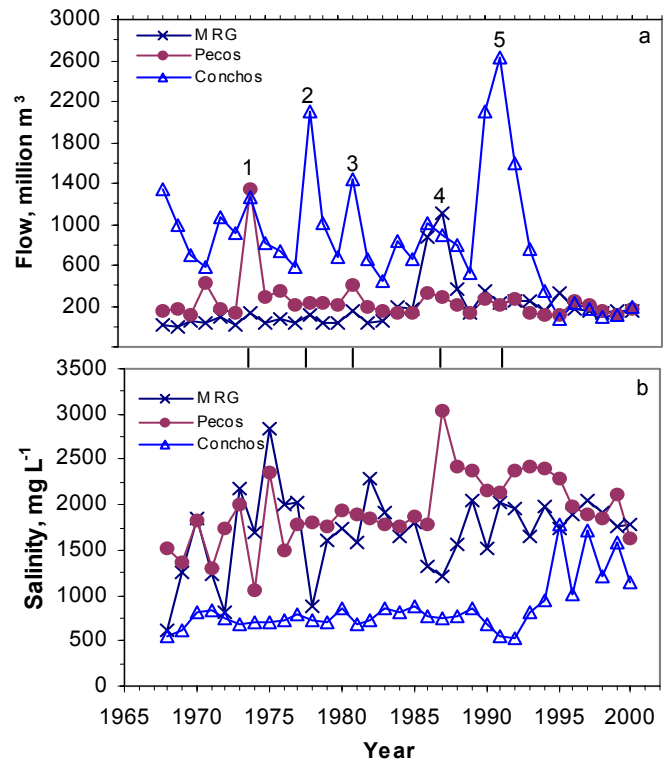 a
MRG
Pecos
Conchos
3000
2600
2200
1800
1400
1000
600
200
Flow, million m³
1
2
3
4
5
b
MRG
Pecos
Conchos
3500
3000
2500
2000
1500
1000
500
0
Salinity, mg L⁻¹
1965 1970 1975 1980 1985 1990 1995 2000
Year